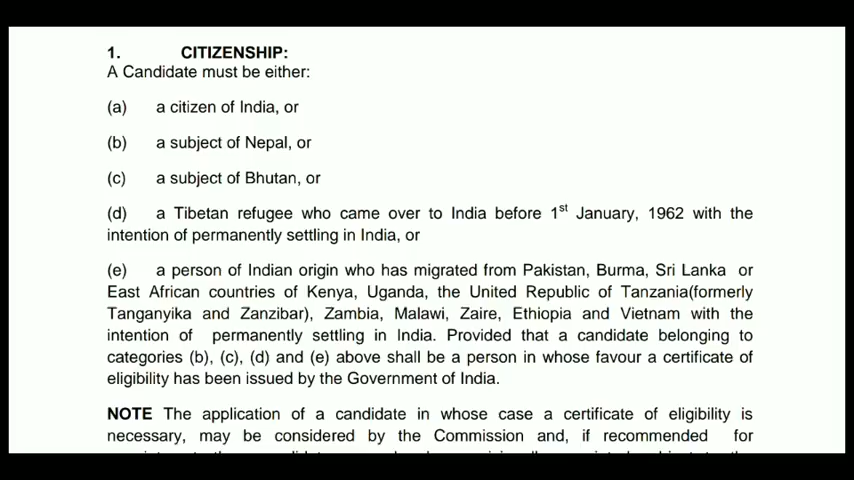 1. CITIZENSHIP:
A Candidate must be either:
(a) a citizen of India, or
(b) a subject of Nepal, or
(c) a subject of Bhutan, or
(d) a Tibetan refugee who came over to India before 1st January, 1962 with the
intention of permanently settling in India, or
(e) a person of Indian origin who has migrated from Pakistan, Burma, Sri Lanka or
East African countries of Kenya, Uganda, the United Republic of Tanzania(formerly
Tanganyika and Zanzibar), Zambia, Malawi, Zaire, Ethiopia and Vietnam with the
intention of permanently settling in India. Provided that a candidate belonging to
categories (b), (c), (d) and (e) above shall be a person in whose favour a certificate of
eligibility has been issued by the Government of India.
NOTE The application of a candidate in whose case a certificate of eligibility is
necessary, may be considered by the Commission and, if recommended for